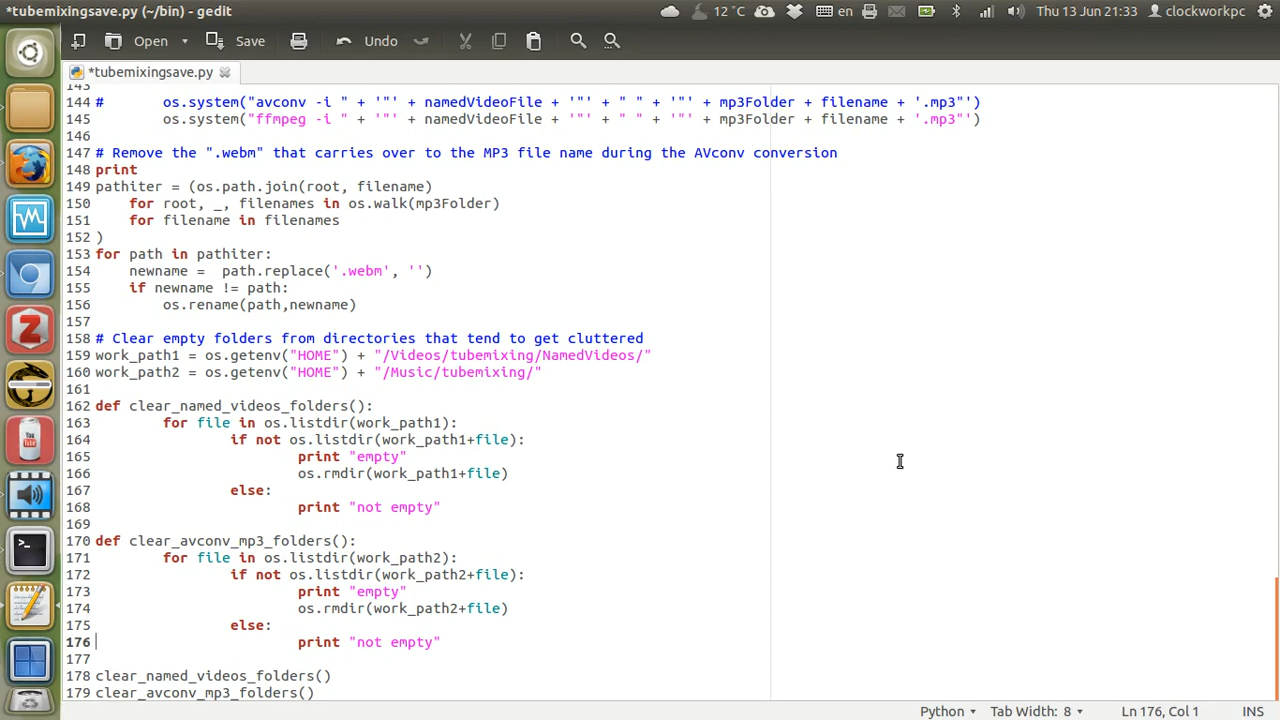 *tubemixingsave.py (~/bin) - gedit
12 °C
en
Thu 13 Jun 21:33
clockworkpc
Open
Save
Undo
*tubemixingsave.py
143
144 #       os.system("avconv -i " + '"' + namedVideoFile + '"' + " " + '"' + mp3Folder + filename + '.mp3"')
145         os.system("ffmpeg -i " + '"' + namedVideoFile + '"' + " " + '"' + mp3Folder + filename + '.mp3"')
146
147 # Remove the ".webm" that carries over to the MP3 file name during the AVconv conversion
148 print
149 pathiter = (os.path.join(root, filename)
150     for root, _, filenames in os.walk(mp3Folder)
151     for filename in filenames
152 )
153 for path in pathiter:
154     newname =  path.replace('.webm', '')
155     if newname != path:
156         os.rename(path,newname)
157
158 # Clear empty folders from directories that tend to get cluttered
159 work_path1 = os.getenv("HOME") + "/Videos/tubemixing/NamedVideos/"
160 work_path2 = os.getenv("HOME") + "/Music/tubemixing/"
161
162 def clear_named_videos_folders():
163         for file in os.listdir(work_path1):
164                 if not os.listdir(work_path1+file):
165                         print "empty"
166                         os.rmdir(work_path1+file)
167                 else:
168                         print "not empty"
169
170 def clear_avconv_mp3_folders():
171         for file in os.listdir(work_path2):
172                 if not os.listdir(work_path2+file):
173                         print "empty"
174                         os.rmdir(work_path2+file)
175                 else:
176                         print "not empty"
177
178 clear_named_videos_folders()
179 clear_avconv_mp3_folders()
Python
Tab Width: 8
Ln 176, Col 1
INS
Z
You
Tube
>_